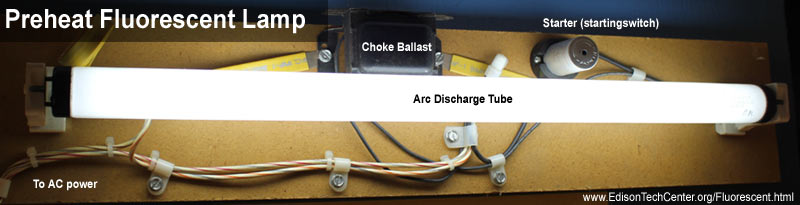 Preheat Fluorescent Lamp
Starter (startingswitch)
Choke Ballast
Arc Discharge Tube
To AC power
www.EdisonTechCenter.org/Fluorescent.html